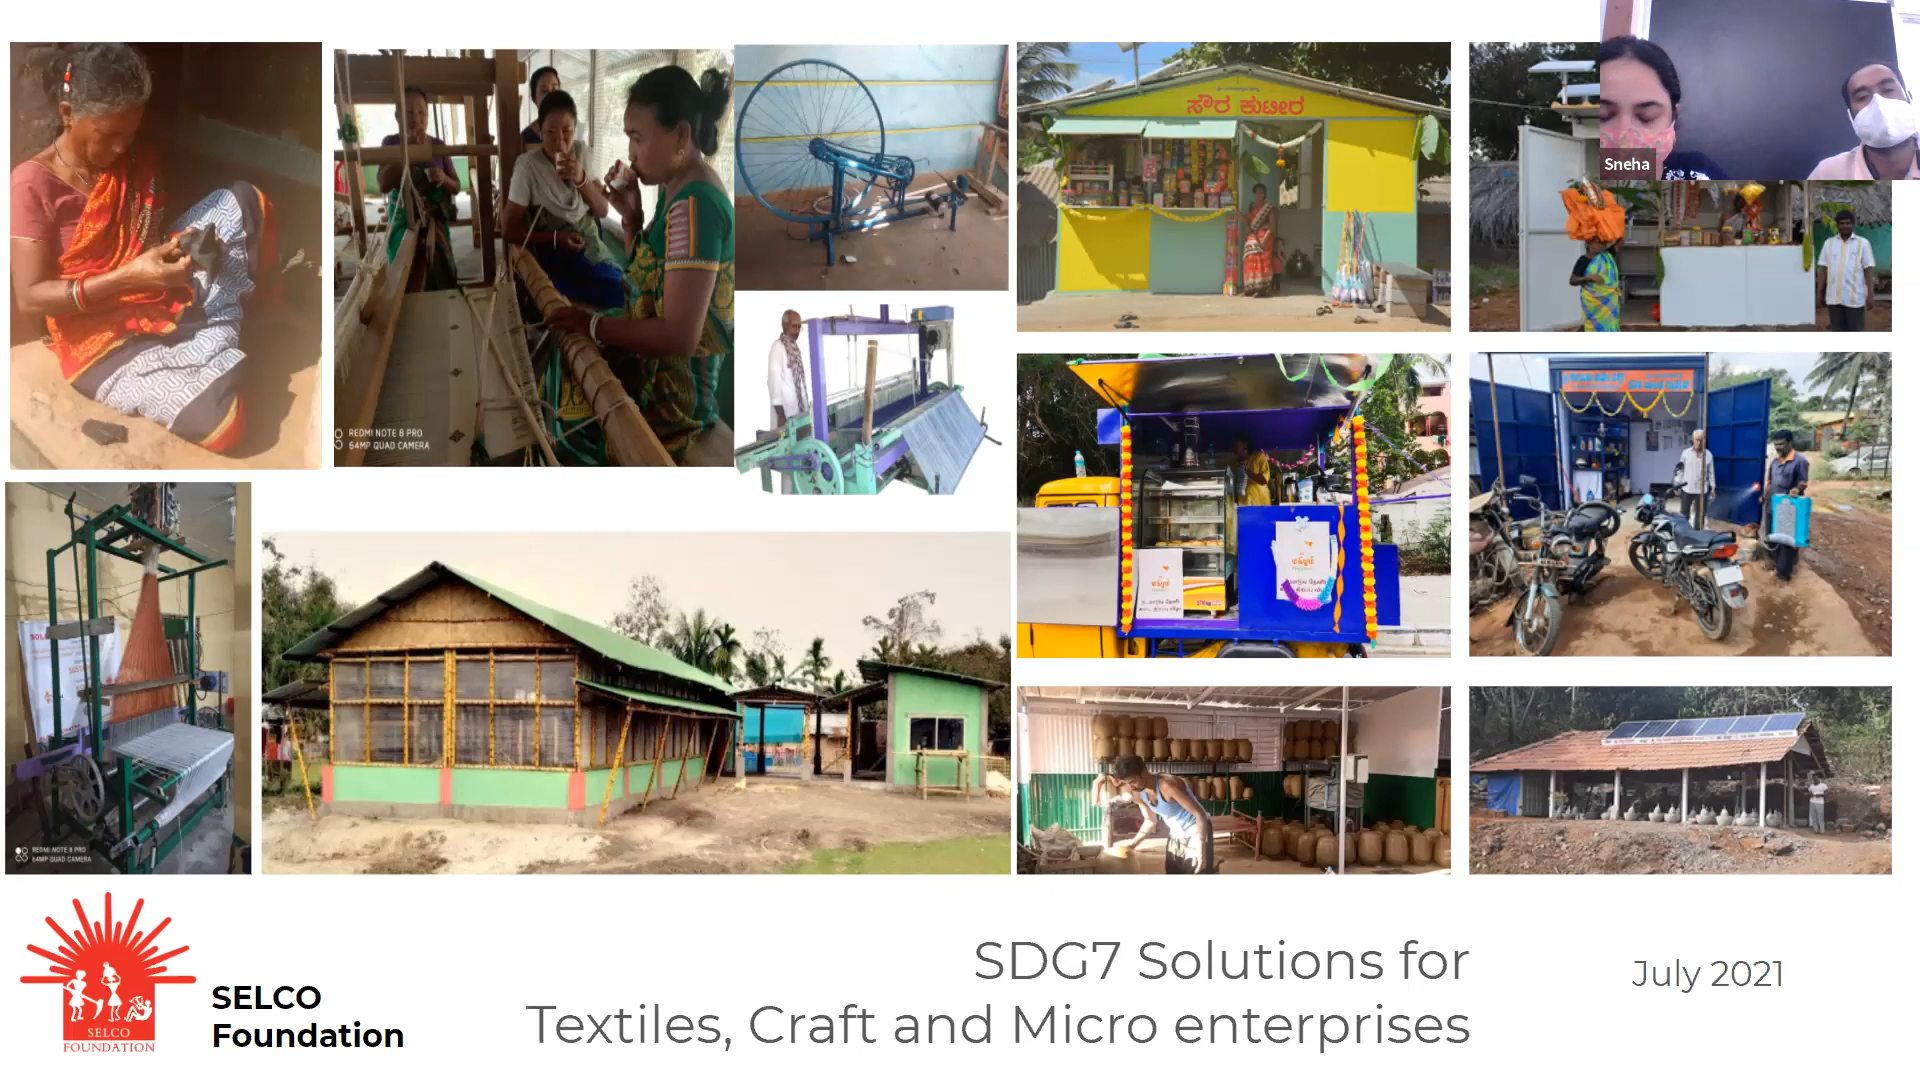 Sneha
ಸೌರ ಕುಟೀರ
REDMI NOTE 8 PRO
64MP QUAD CAMERA
REDMI NOTE 8 PRO
64MP QUAD CAMERA
SELCO
FOUNDATION
SELCO
Foundation
SDG7 Solutions for
Textiles, Craft and Micro enterprises
July 2021